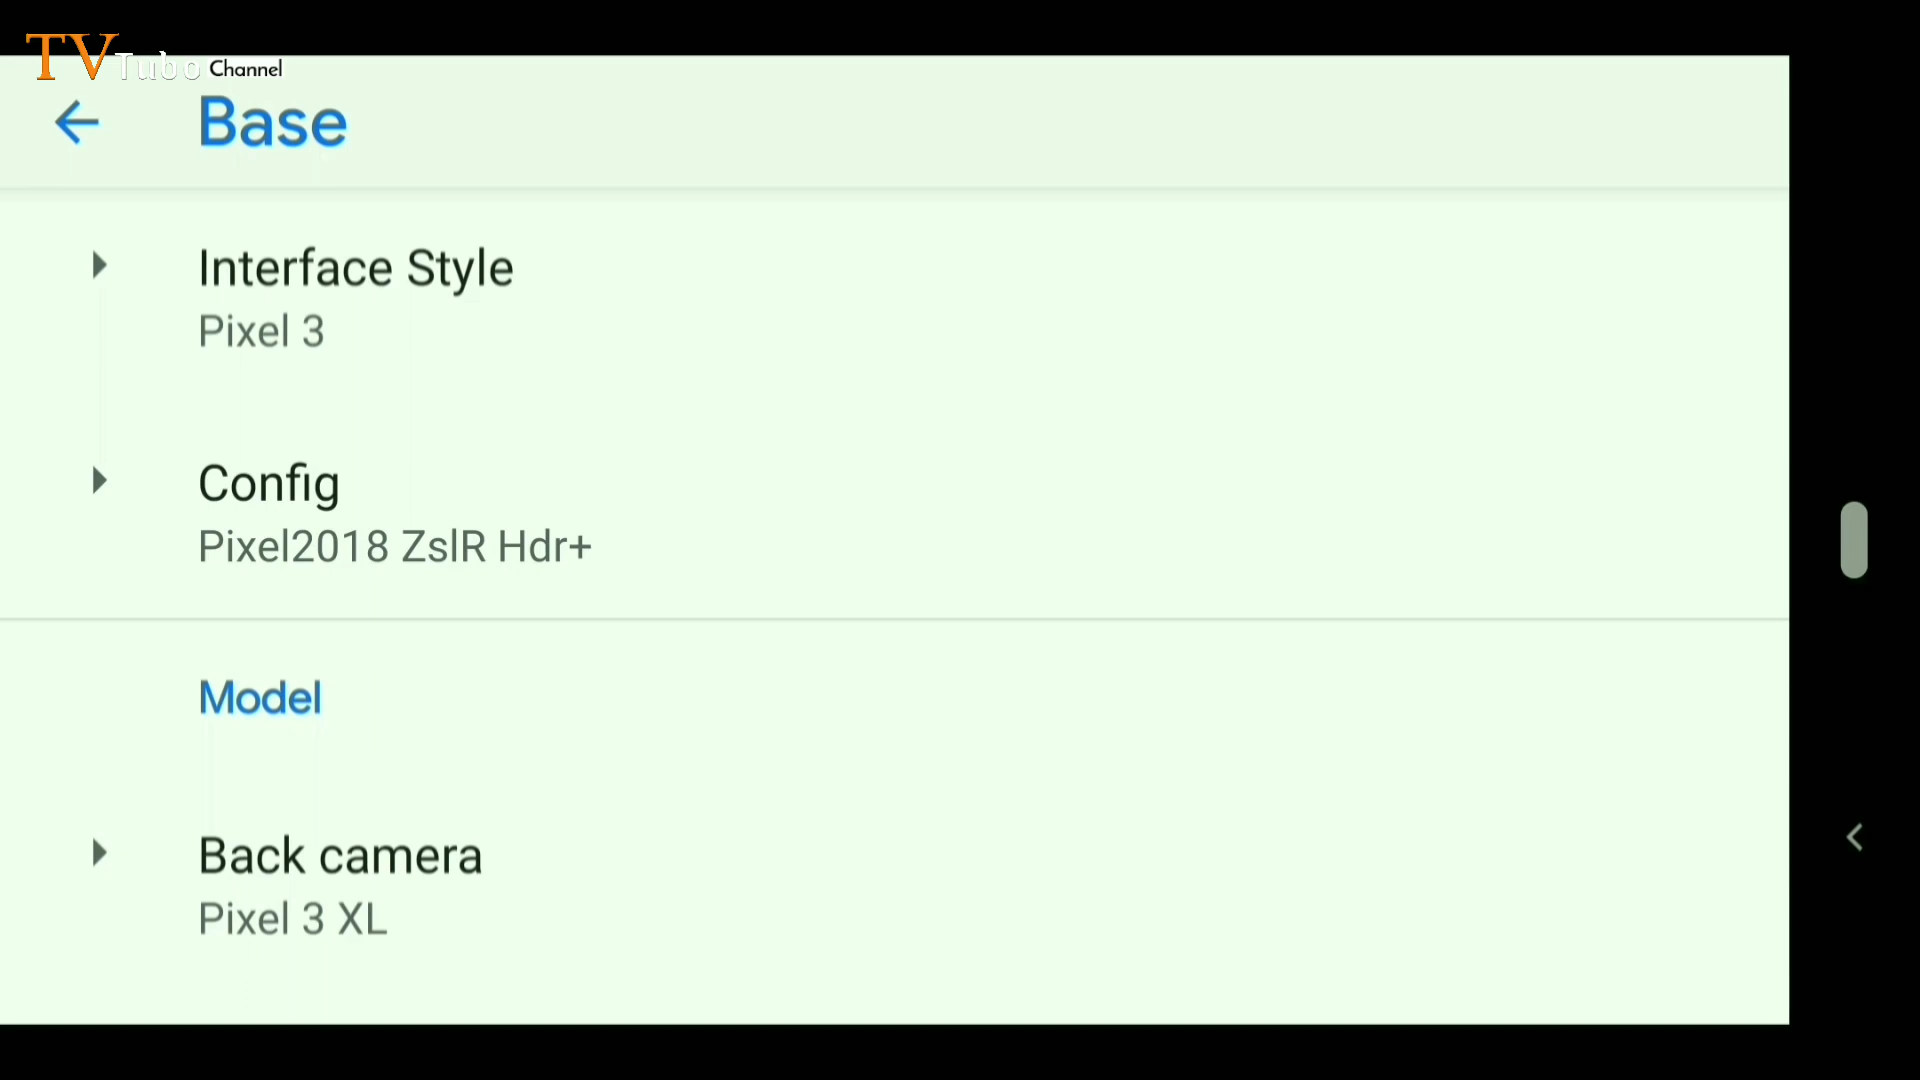 TV Tubo Channel
Base
Interface Style
Pixel 3
Config
Pixel2018 ZslR Hdr+
Model
Back camera
Pixel 3 XL